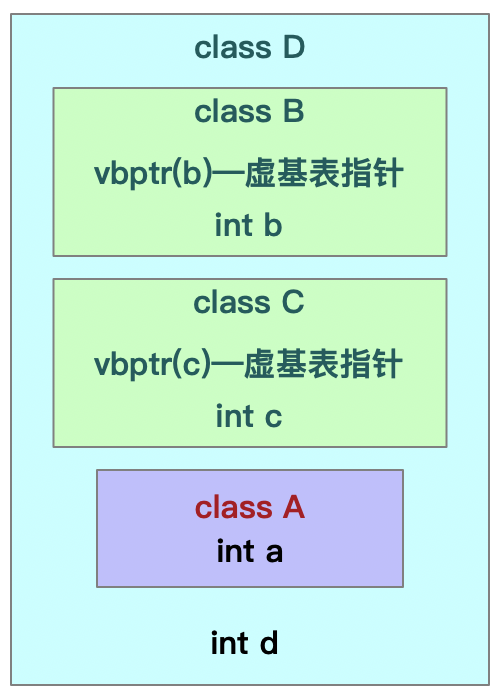 class D
class B
vbptr(b)—虚基表指针
int b
class C
vbptr(c)—虚基表指针
int c
class A
int a
int d